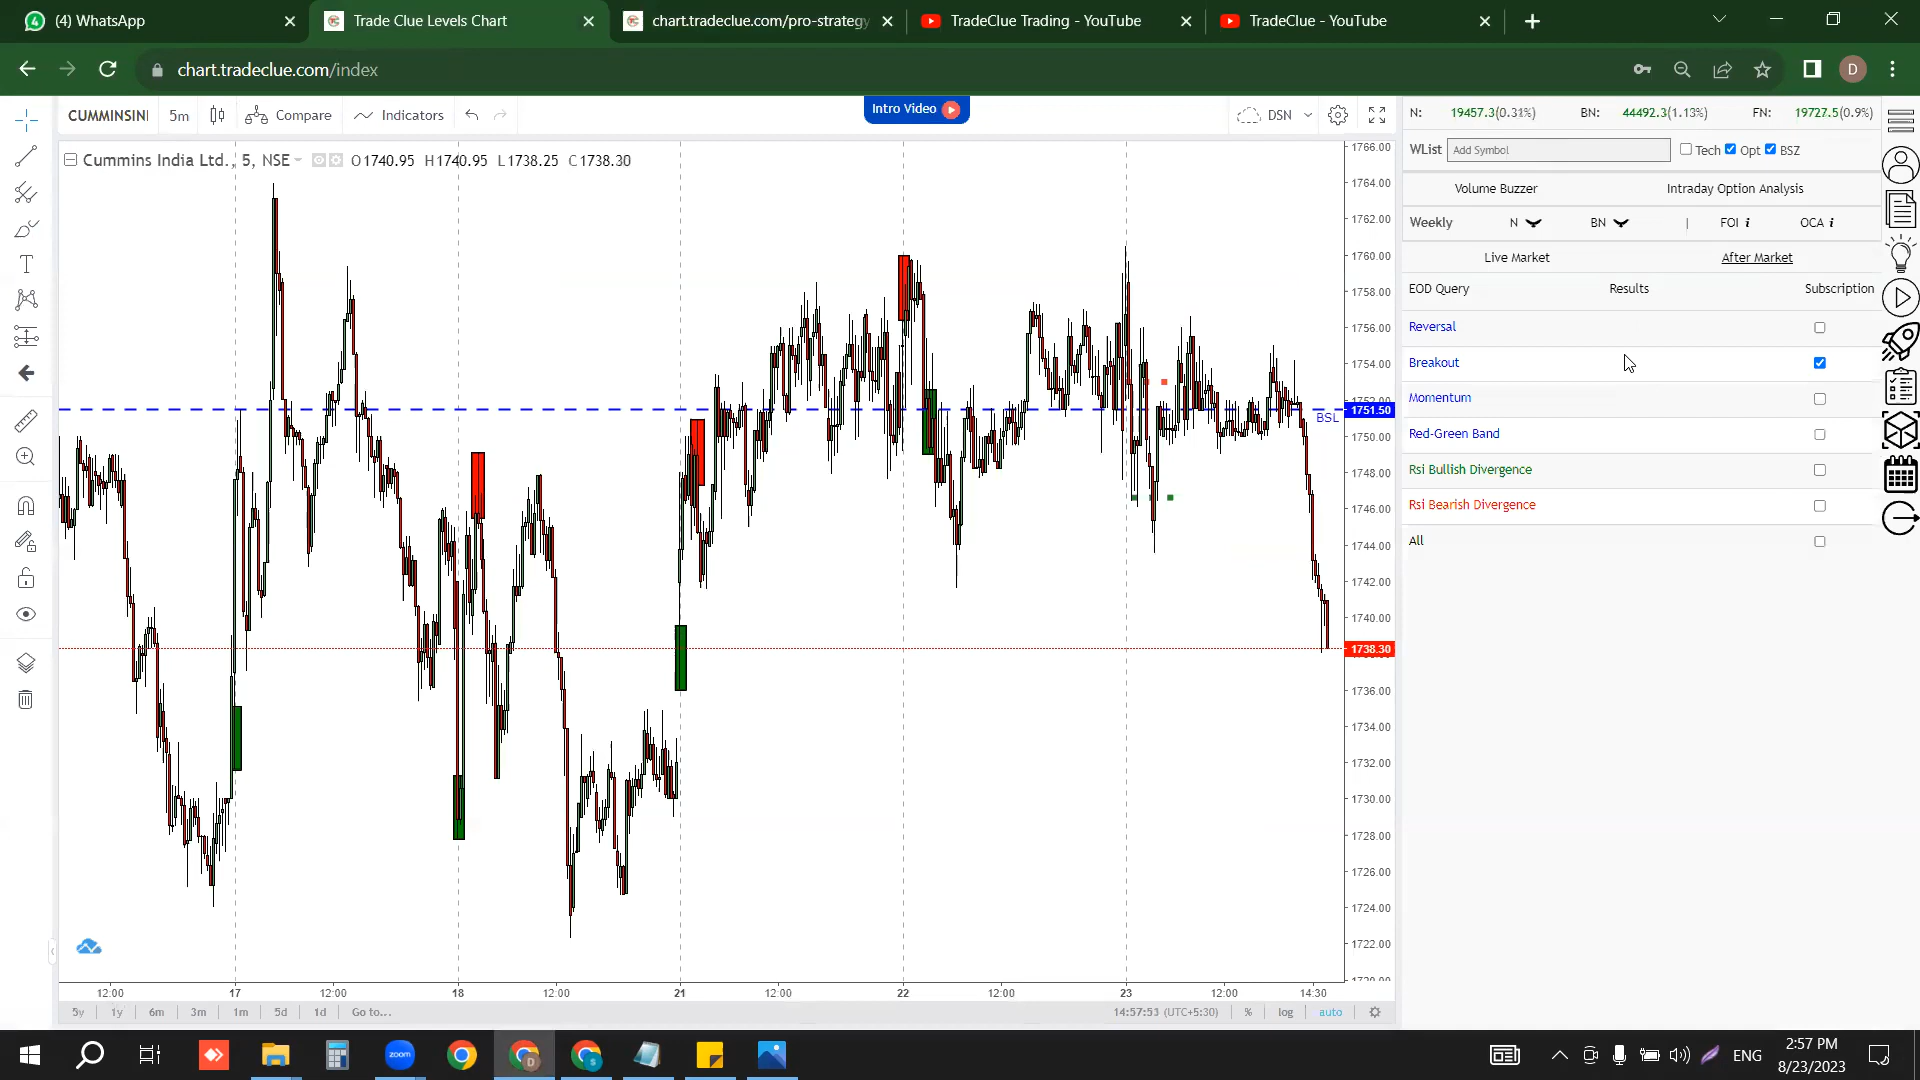 (4) WhatsApp
Trade Clue Levels Chart
chart.tradeclue.com/pro-strategy
TradeClue Trading - YouTube
TradeClue - YouTube
chart.tradeclue.com/index
D
CUMMINSIN
5m
Compare
Indicators
Intro Video
DSN
N: 19457.3(0.31%) BN: 44492.3(1.13%) FN: 19727.5(0.9%)
Cummins India Ltd., 5, NSE O1740.95 H1740.95 L1738.25 C1738.30
WList Add Symbol Tech Opt BSZ
Volume Buzzer Intraday Option Analysis
Weekly N BN | FOI i OCA i
Live Market After Market
EOD Query Results Subscription
Reversal
Breakout
Momentum
Red-Green Band
Rsi Bullish Divergence
Rsi Bearish Divergence
All
1766.00
1764.00
1762.00
1760.00
1758.00
1756.00
1754.00
1751.50
BSL
1750.00
1748.00
1746.00
1744.00
1742.00
1740.00
1738.30
1736.00
1734.00
1732.00
1730.00
1728.00
1726.00
1724.00
1722.00
12:00 17 12:00 18 12:00 21 12:00 22 12:00 23 12:00 14:30
5y 1y 6m 3m 1m 5d 1d Go to... 14:57:53 (UTC+5:30) % log auto
zoom
ENG
2:57 PM
8/23/2023